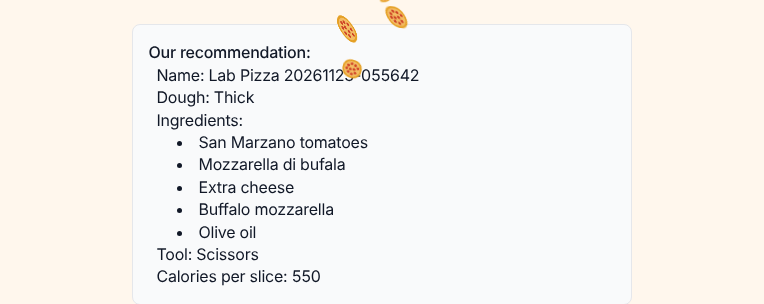 Our recommendation:
Name: Lab Pizza
Dough: Thick
Ingredients:
• San Marzano tomatoes
• Mozzarella di bufala
• Extra cheese
• Buffalo mozzarella
• Olive oil
Tool: Scissors
Calories per slice: 550